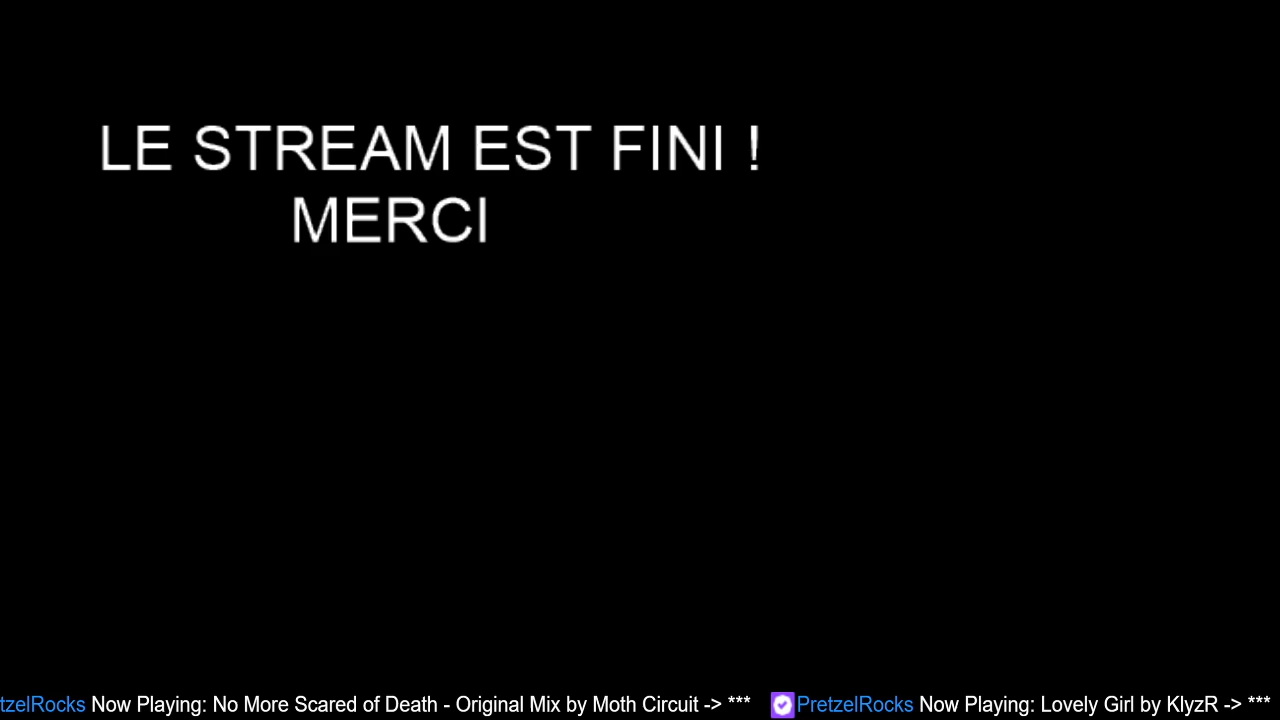 LE STREAM EST FINI !
MERCI
tzelRocks Now Playing: No More Scared of Death - Original Mix by Moth Circuit -> *** PretzelRocks Now Playing: Lovely Girl by KlyzR -> ***